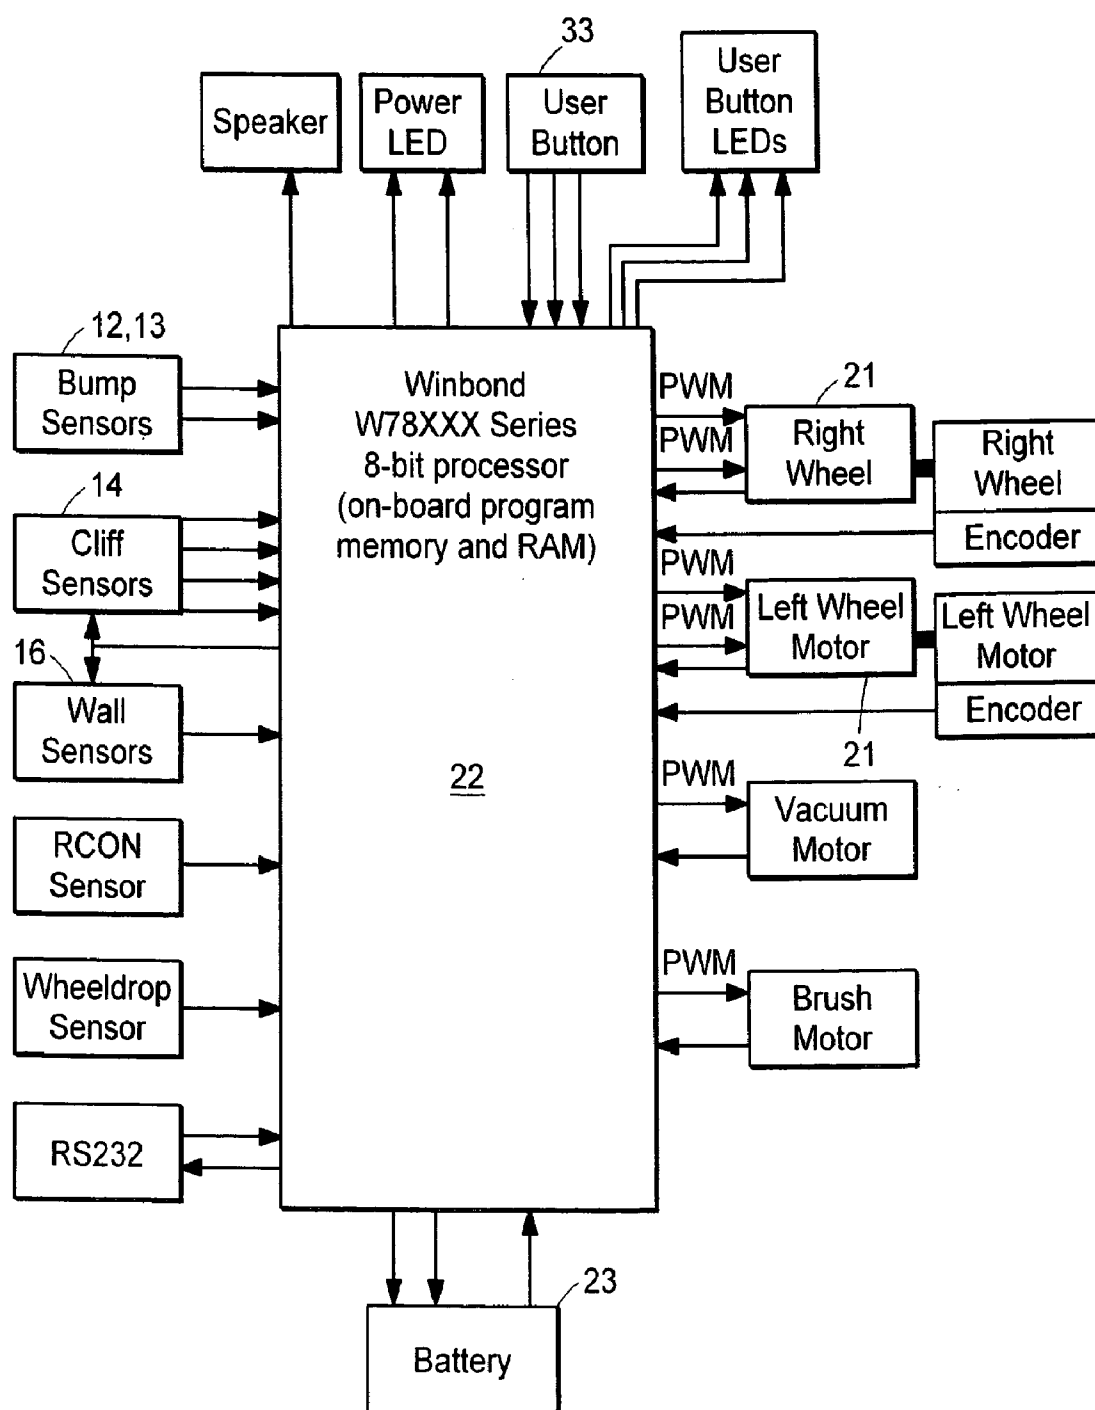 33
Speaker
Power
LED
User
Button
User
Button
LEDs
12,13
Bump
Sensors
14
Cliff
Sensors
16
Wall
Sensors
RCON
Sensor
Wheeldrop
Sensor
RS232
Winbond
W78XXX Series
8-bit processor
(on-board program
memory and RAM)
22
PWM
PWM
21
Right
Wheel
Right
Wheel
Encoder
PWM
PWM
Left Wheel
Motor
21
Left Wheel
Motor
Encoder
PWM
Vacuum
Motor
PWM
Brush
Motor
23
Battery